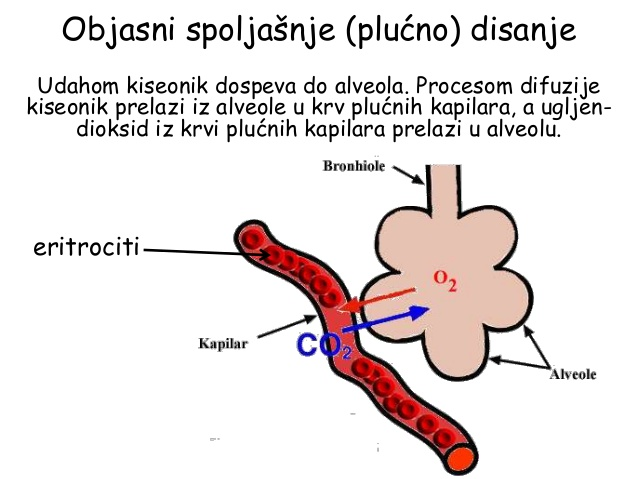 Objasni spoljašnje (plućno) disanje
Udahom kiseonik dospeva do alveola. Procesom difuzije
kiseonik prelazi iz alveole u krv plućnih kapilara, a ugljen-
dioksid iz krvi plućnih kapilara prelazi u alveolu.
Bronhiole
eritrociti
O₂
Kapilar
CO₂
Alveole